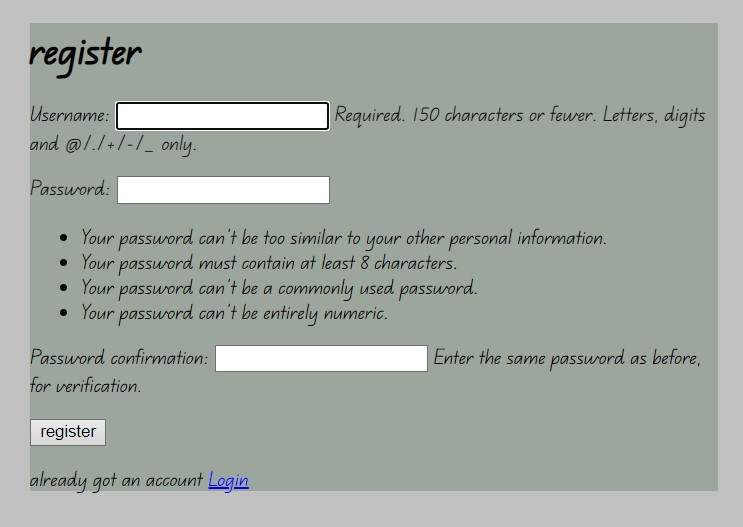 register
Username: Required. 150 characters or fewer. Letters, digits
and @/./+/-/_ only.
Password:
Your password can't be too similar to your other personal information.
Your password must contain at least 8 characters.
Your password can't be a commonly used password.
Your password can't be entirely numeric.
Password confirmation: Enter the same password as before,
for verification.
register
already got an account Login